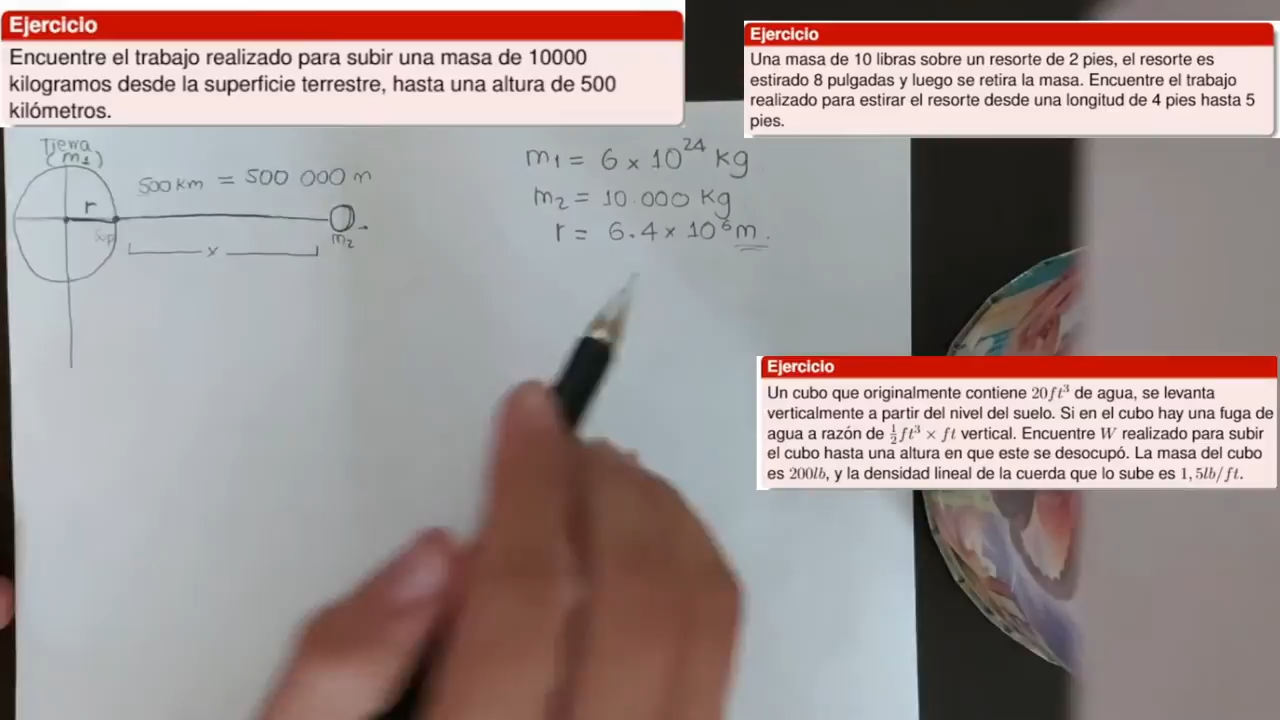 Ejercicio
Encuentre el trabajo realizado para subir una masa de 10000
kilogramos desde la superficie terrestre, hasta una altura de 500
kilómetros.
Ejercicio
Una masa de 10 libras sobre un resorte de 2 pies, el resorte es
estirado 8 pulgadas y luego se retira la masa. Encuentre el trabajo
realizado para estirar el resorte desde una longitud de 4 pies hasta 5
pies.
Tierra
(m1)
500 km = 500 000 m
r
Sup
x
m2
m1 = 6 x 10^24 kg
m2 = 10.000 kg
r = 6.4 x 10^6 m.
Ejercicio
Un cubo que originalmente contiene 20ft³ de agua, se levanta
verticalmente a partir del nivel del suelo. Si en el cubo hay una fuga de
agua a razón de 1/2 ft³ × ft vertical. Encuentre W realizado para subir
el cubo hasta una altura en que este se desocupó. La masa del cubo
es 200lb, y la densidad lineal de la cuerda que lo sube es 1,5lb/ft.